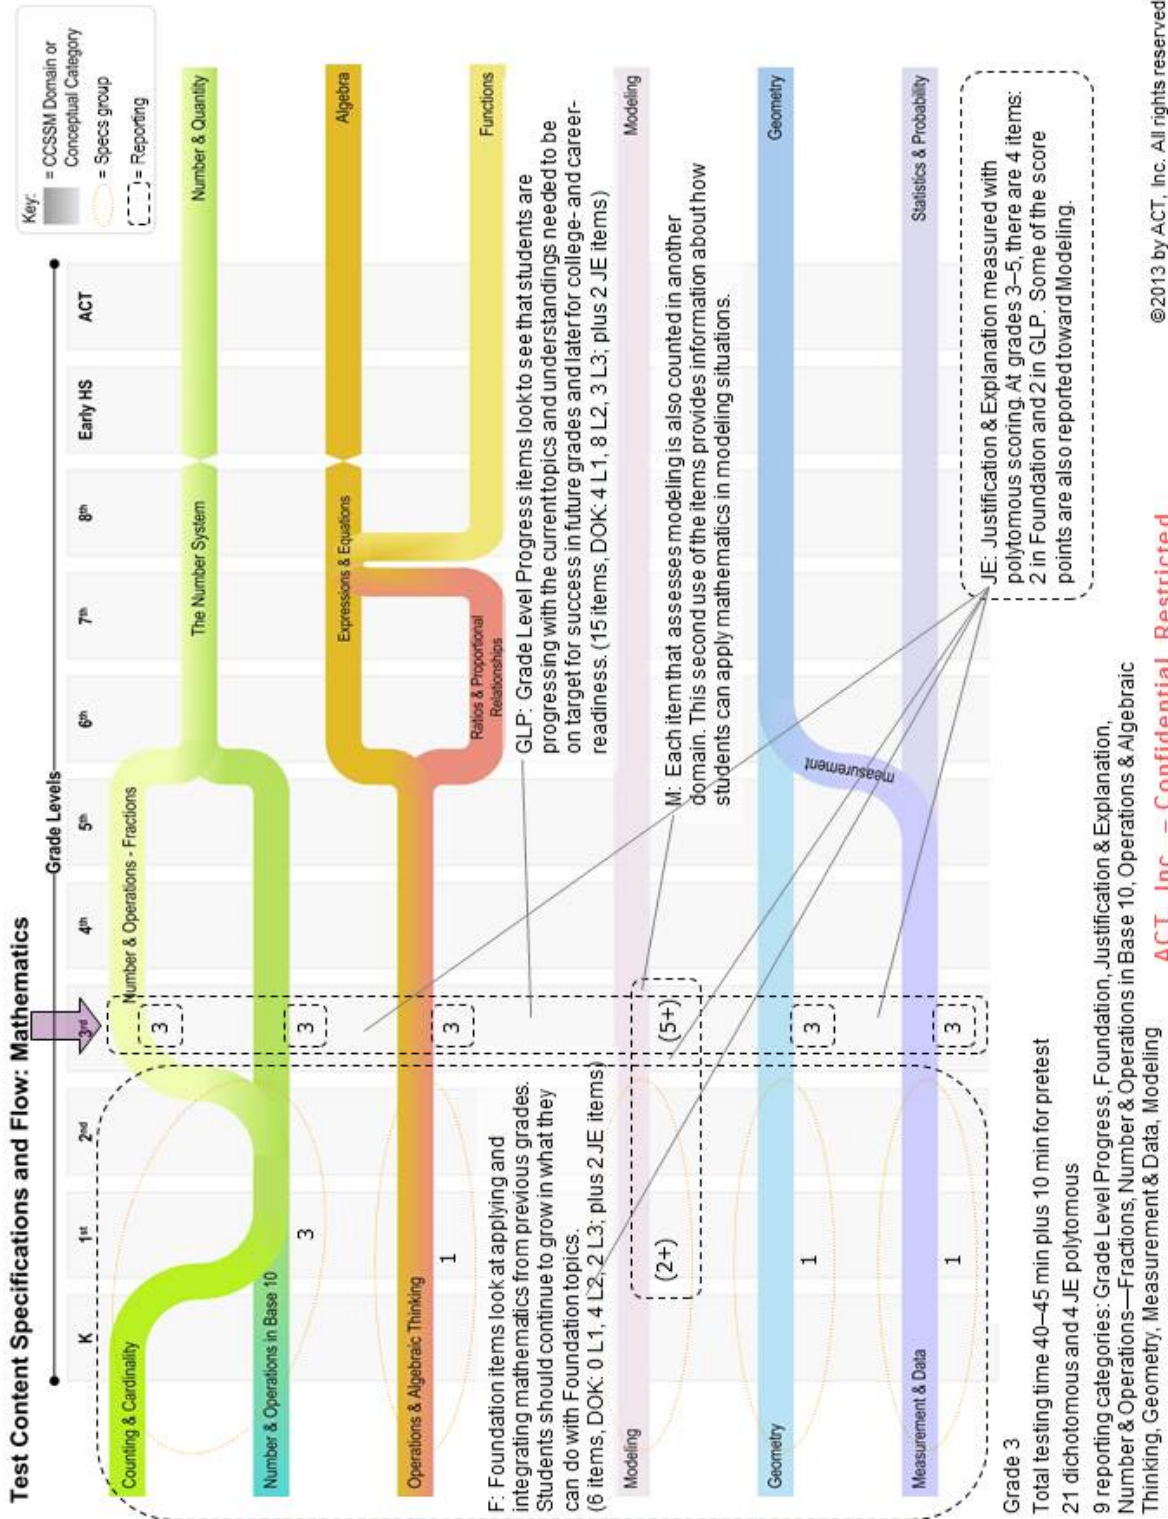 Test Content Specifications and Flow: Mathematics
Key:
= CCSSM Domain or
Conceptual Category
= Specs group
= Reporting
Grade Levels
K
1st
2nd
3rd
4th
5th
6th
7th
8th
Early HS
ACT
Counting & Cardinality
Number & Operations - Fractions
The Number System
Number & Quantity
Number & Operations in Base 10
3
3
3
Operations & Algebraic Thinking
Expressions & Equations
Algebra
1
3
Ratios & Proportional
Relationships
Functions
F: Foundation items look at applying and
integrating mathematics from previous grades.
Students should continue to grow in what they
can do with Foundation topics.
(6 items, DOK: 0 L1, 4 L2, 2 L3; plus 2 JE items)
GLP: Grade Level Progress items look to see that students are
progressing with the current topics and understandings needed to be
on target for success in future grades and later for college- and career-
readiness. (15 items, DOK: 4 L1, 8 L2, 3 L3; plus 2 JE items)
Modeling
Modeling
(2+)
(5+)
M: Each item that assesses modeling is also counted in another
domain. This second use of the items provides information about how
students can apply mathematics in modeling situations.
Geometry
measurement
Geometry
1
3
Measurement & Data
Statistics & Probability
1
3
JE: Justification & Explanation measured with
polytomous scoring. At grades 3–5, there are 4 items:
2 in Foundation and 2 in GLP. Some of the score
points are also reported toward Modeling.
Grade 3
Total testing time 40–45 min plus 10 min for pretest
21 dichotomous and 4 JE polytomous
9 reporting categories: Grade Level Progress, Foundation, Justification & Explanation,
Number & Operations—Fractions, Number & Operations in Base 10, Operations & Algebraic
Thinking, Geometry, Measurement & Data, Modeling
ACT, Inc. – Confidential Restricted
©2013 by ACT, Inc. All rights reserved